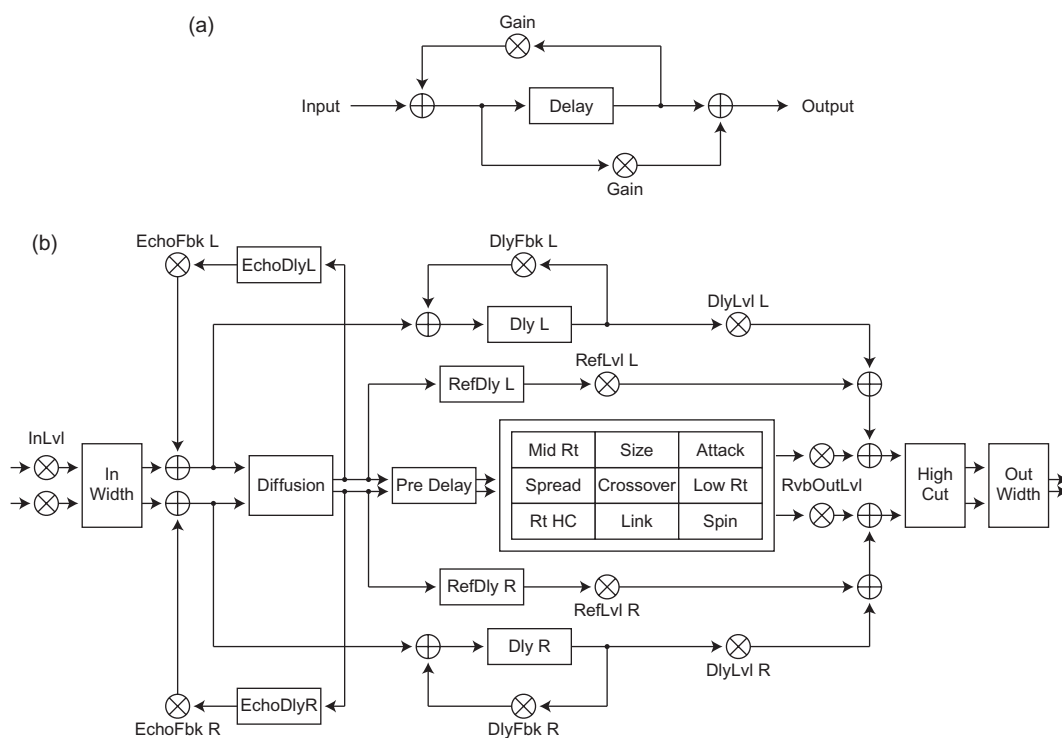 (a)
Gain
Input
Delay
Output
Gain
(b)
EchoFbk L
EchoDlyL
DlyFbk L
Dly L
DlyLvl L
RefDly L
RefLvl L
InLvl
In
Width
Diffusion
Pre Delay
Mid Rt
Size
Attack
Spread
Crossover
Low Rt
Rt HC
Link
Spin
RvbOutLvl
High
Cut
Out
Width
RefDly R
RefLvl R
Dly R
DlyLvl R
EchoDlyR
EchoFbk R
DlyFbk R